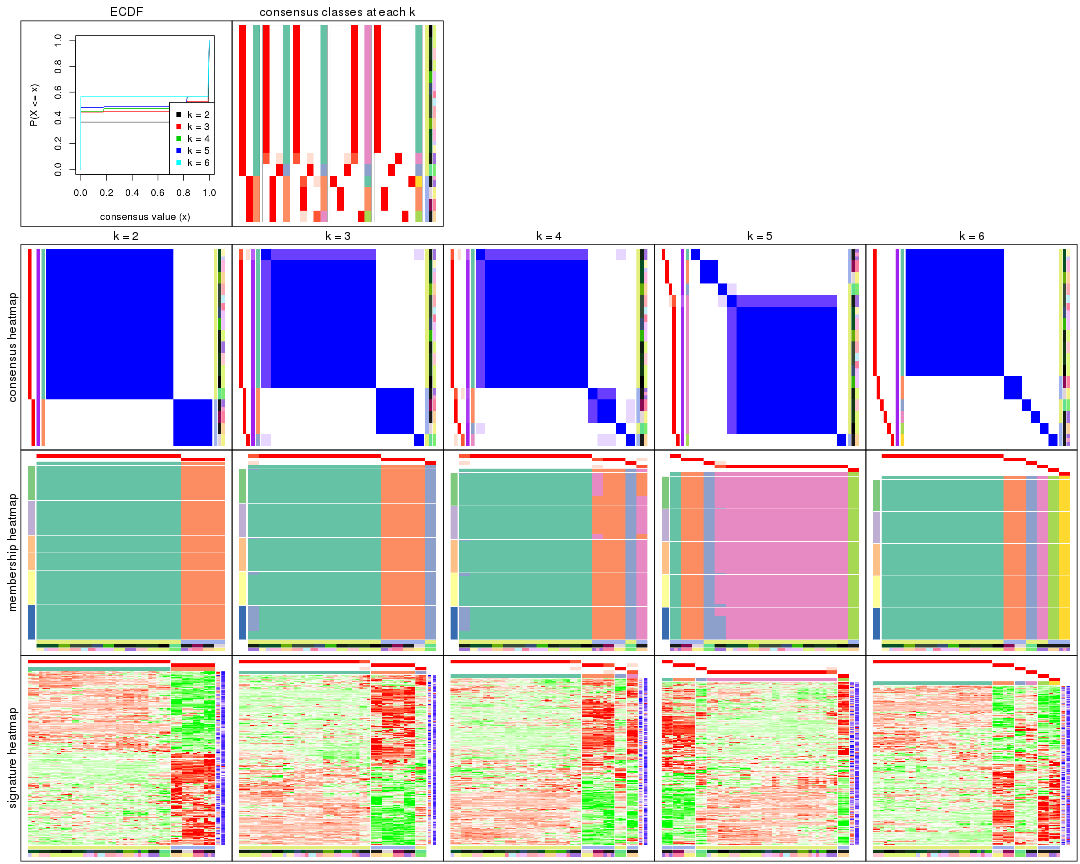 ECDF
consensus classes at each k
P(X <= x)
1.0
0.8
0.6
0.4
0.2
0.0
k = 2
k = 3
k = 4
k = 5
k = 6
0.0 0.2 0.4 0.6 0.8 1.0
consensus value (x)
k = 2
k = 3
k = 4
k = 5
k = 6
consensus heatmap
membership heatmap
signature heatmap